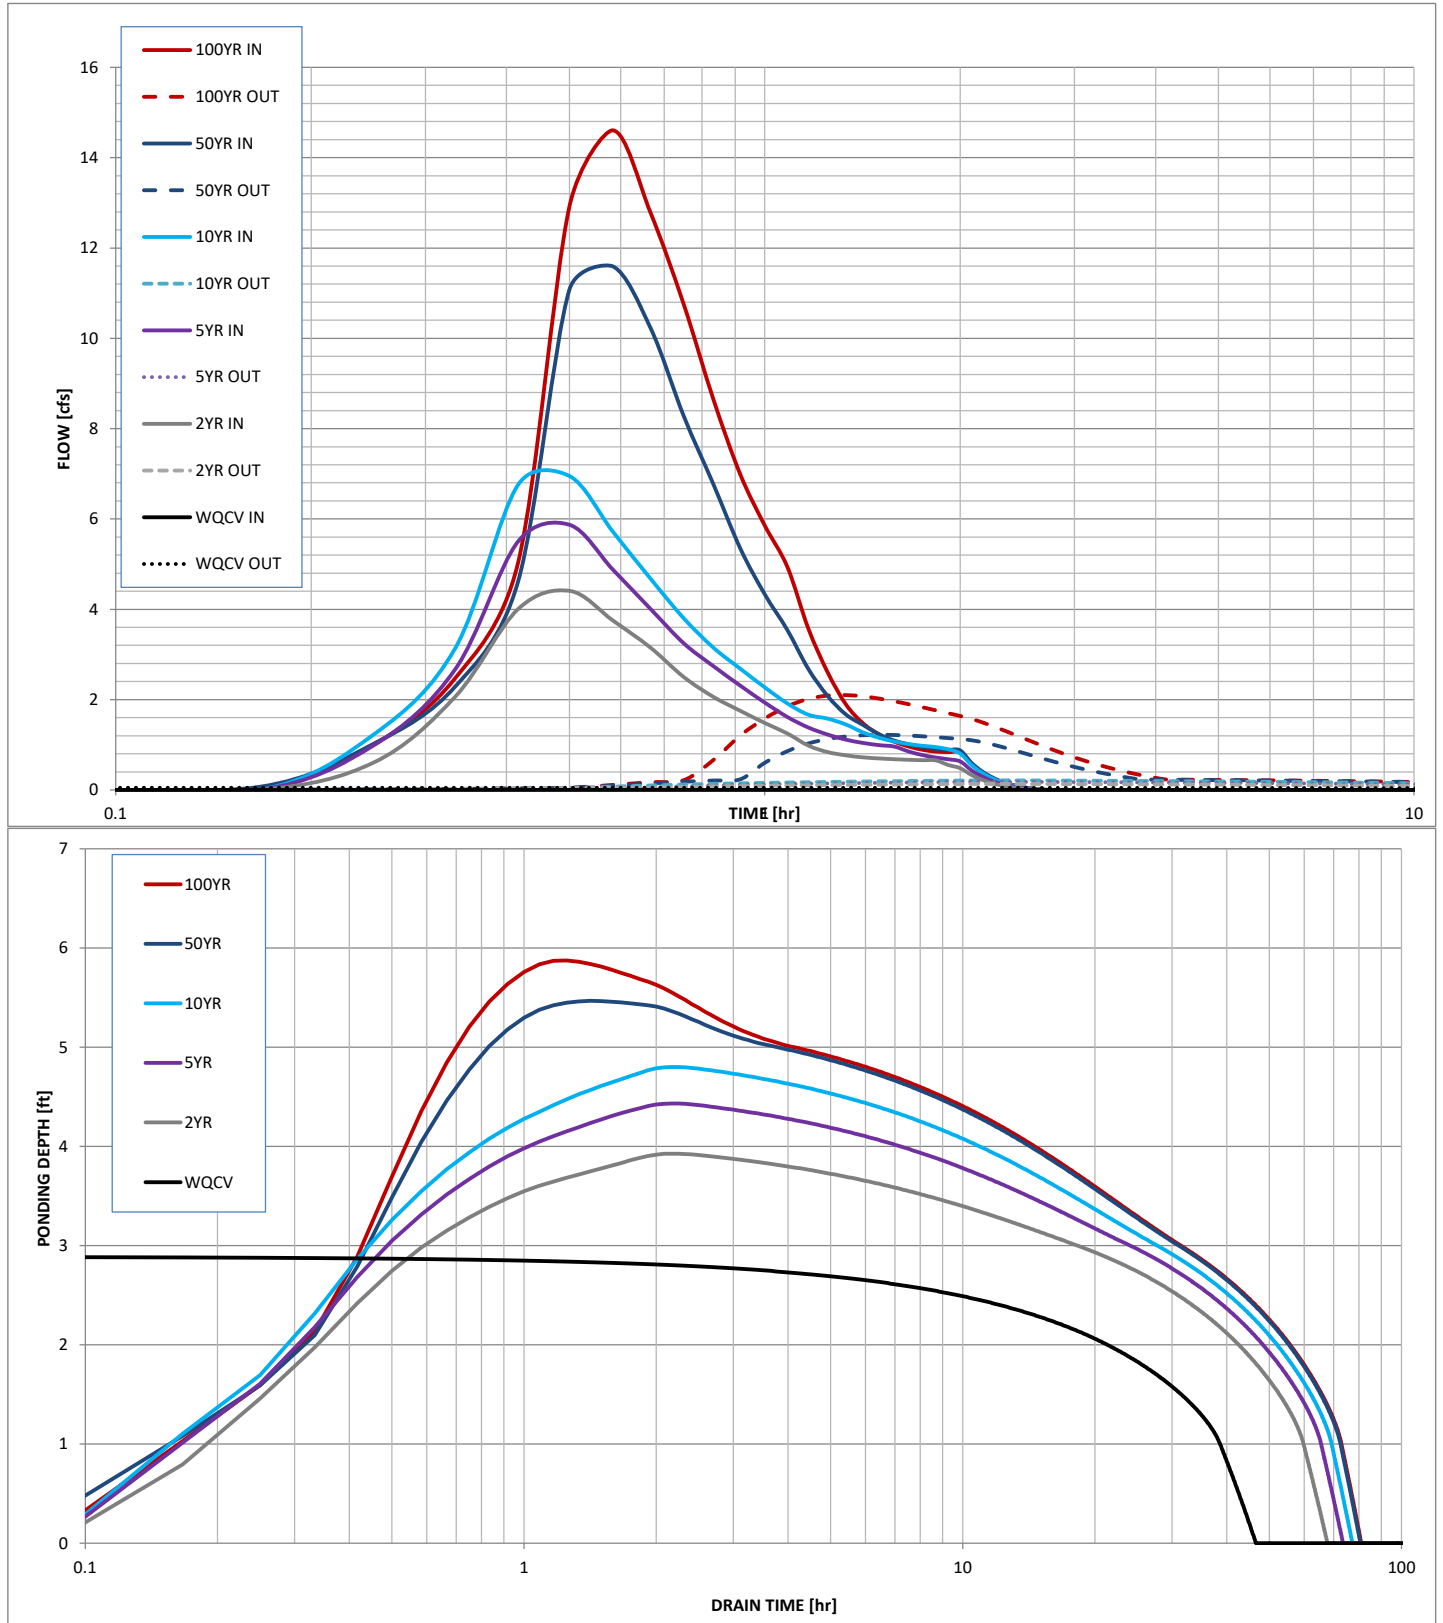 100YR IN
100YR OUT
50YR IN
50YR OUT
10YR IN
10YR OUT
5YR IN
5YR OUT
2YR IN
2YR OUT
WQCV IN
WQCV OUT
FLOW [cfs]
16
14
12
10
8
6
4
2
0
0.1
TIME [hr]
10
100YR
50YR
10YR
5YR
2YR
WQCV
PONDING DEPTH [ft]
7
6
5
4
3
2
1
0
0.1
1
10
100
DRAIN TIME [hr]